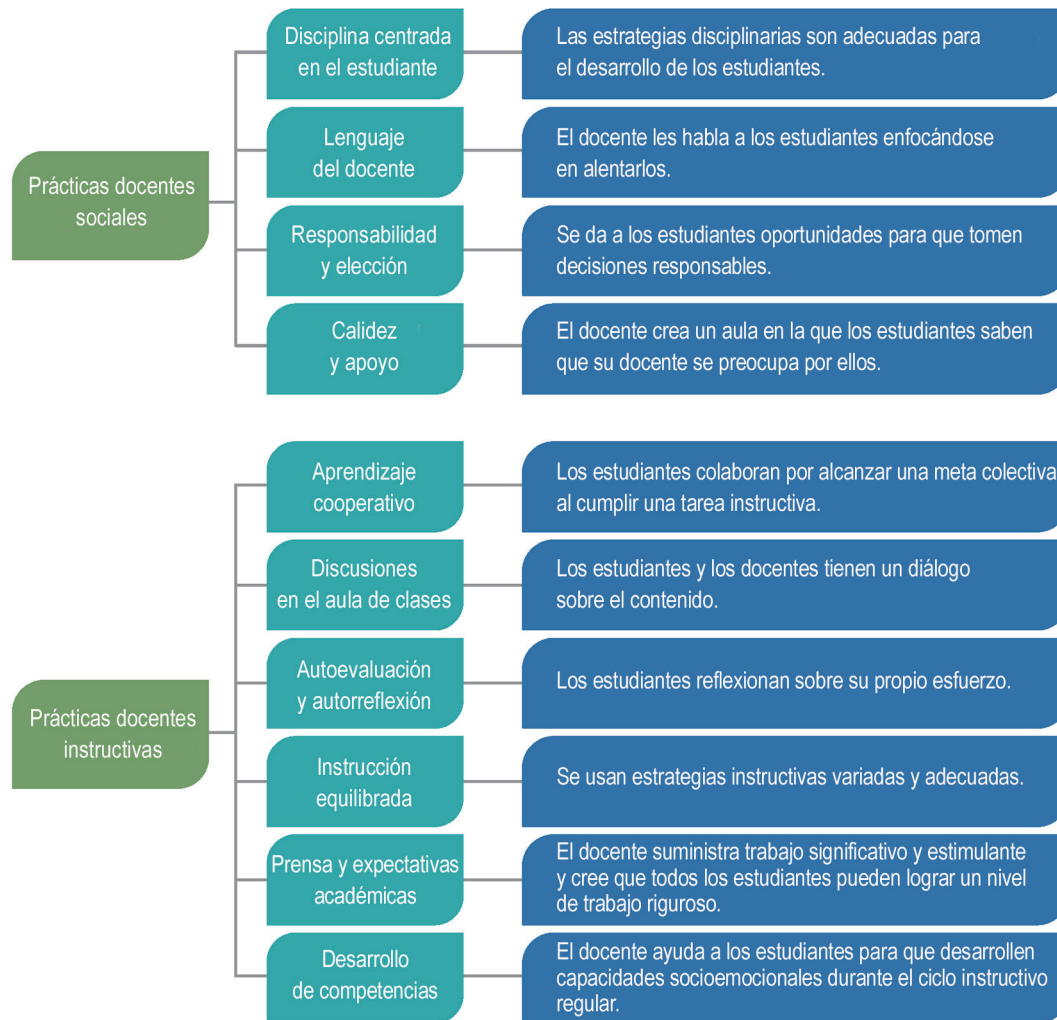 Prácticas docentes
sociales
Disciplina centrada
en el estudiante
Las estrategias disciplinarias son adecuadas para
el desarrollo de los estudiantes.
Lenguaje
del docente
El docente les habla a los estudiantes enfocándose
en alentarlos.
Responsabilidad
y elección
Se da a los estudiantes oportunidades para que tomen
decisiones responsables.
Calidez
y apoyo
El docente crea un aula en la que los estudiantes saben
que su docente se preocupa por ellos.
Prácticas docentes
instructivas
Aprendizaje
cooperativo
Los estudiantes colaboran por alcanzar una meta colectiva
al cumplir una tarea instructiva.
Discusiones
en el aula de clases
Los estudiantes y los docentes tienen un diálogo
sobre el contenido.
Autoevaluación
y autorreflexión
Los estudiantes reflexionan sobre su propio esfuerzo.
Instrucción
equilibrada
Se usan estrategias instructivas variadas y adecuadas.
Prensa y expectativas
académicas
El docente suministra trabajo significativo y estimulante
y cree que todos los estudiantes pueden lograr un nivel
de trabajo riguroso.
Desarrollo
de competencias
El docente ayuda a los estudiantes para que desarrollen
capacidades socioemocionales durante el ciclo instructivo
regular.